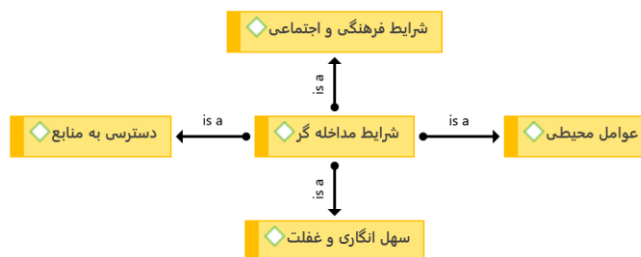 شرایط فرهنگی و اجتماعی
is a
عوامل محیطی
is a
شرایط مداخله گر
is a
دسترسی به منابع
is a
سهل انگاری و غفلت